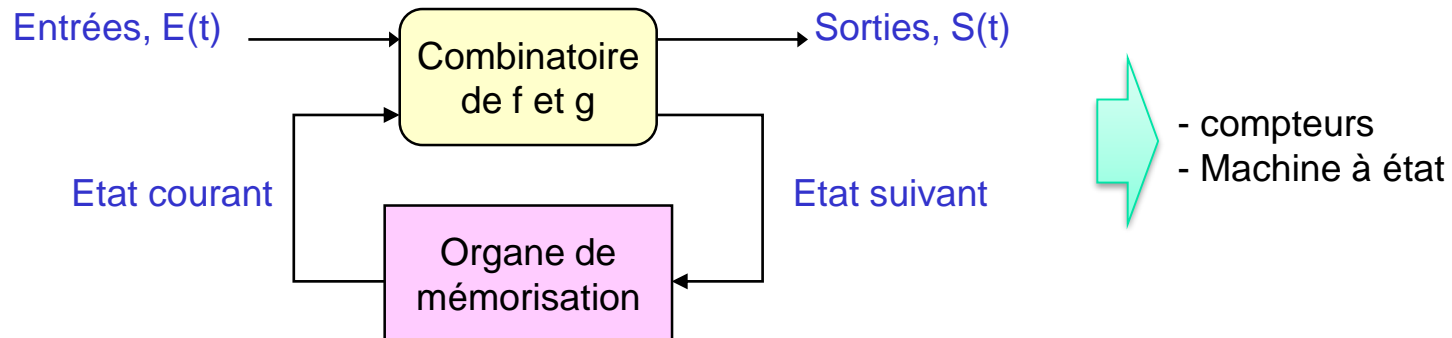 Entrées, E(t)
Combinatoire
de f et g
Sorties, S(t)
- compteurs
- Machine à état
Etat courant
Etat suivant
Organe de
mémorisation